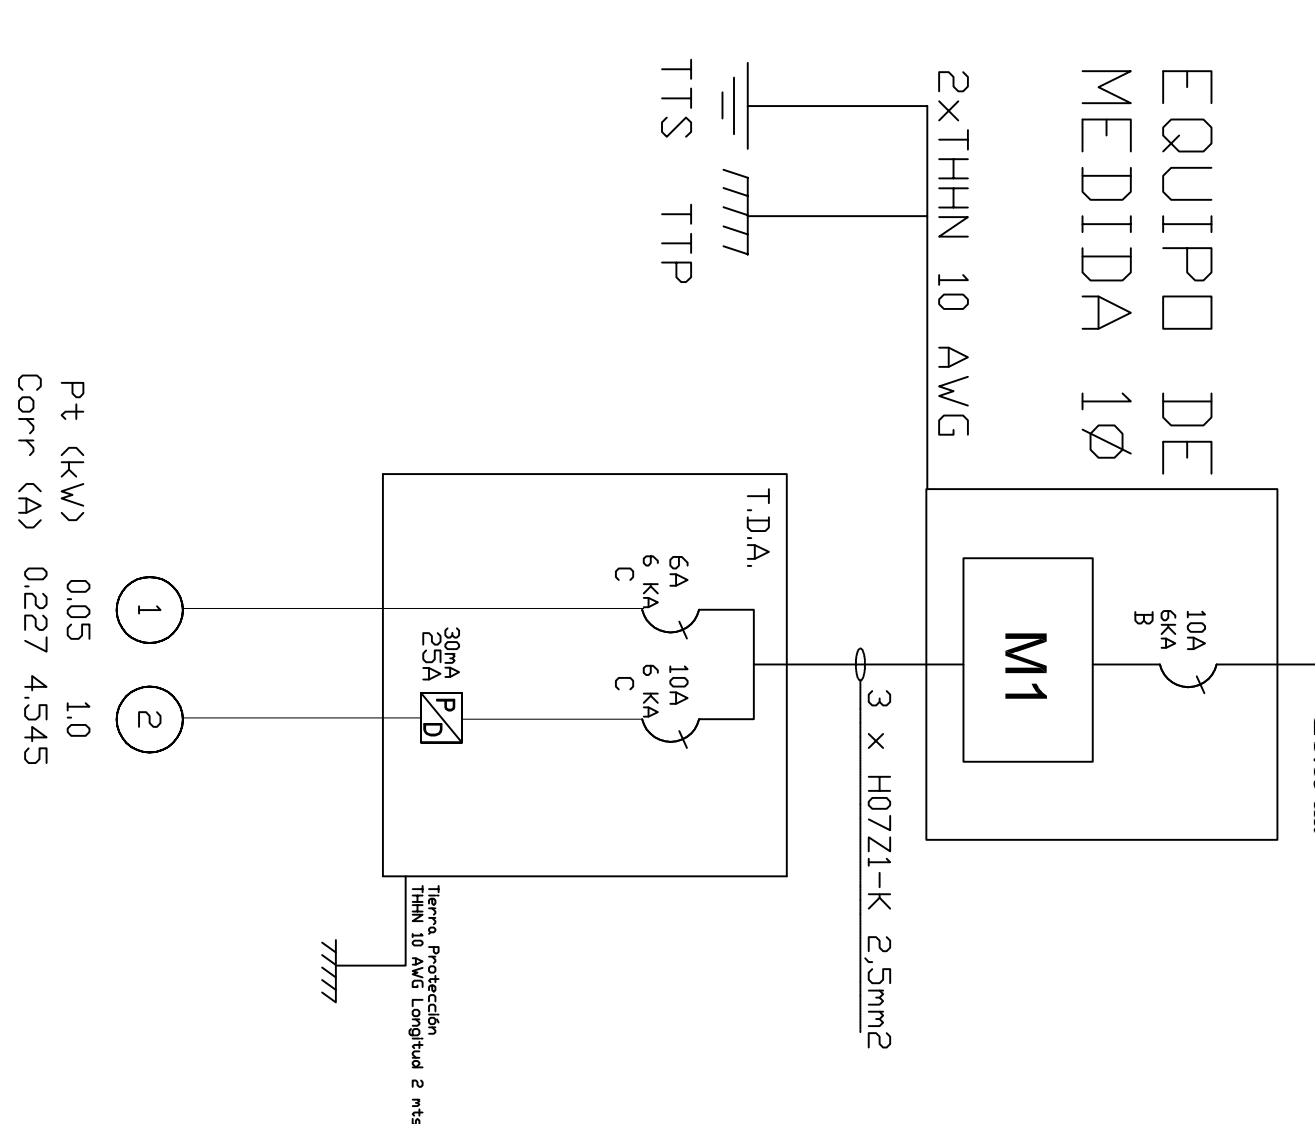 EQUIPO DE
MEDIDA 1Ø
10A
6KA
B
M1
2xTHHN 10 AWG
TTS TTP
3 x H07Z1-K 2,5mm2
T.D.A.
6A
6 KA
C
10A
6 KA
C
30mA
25A
P/D
Tierra Protección
THHN 10 AWG Longitud 2 mts
1
2
Pt (kW) 0.05 1.0
Corr (A) 0.227 4.545